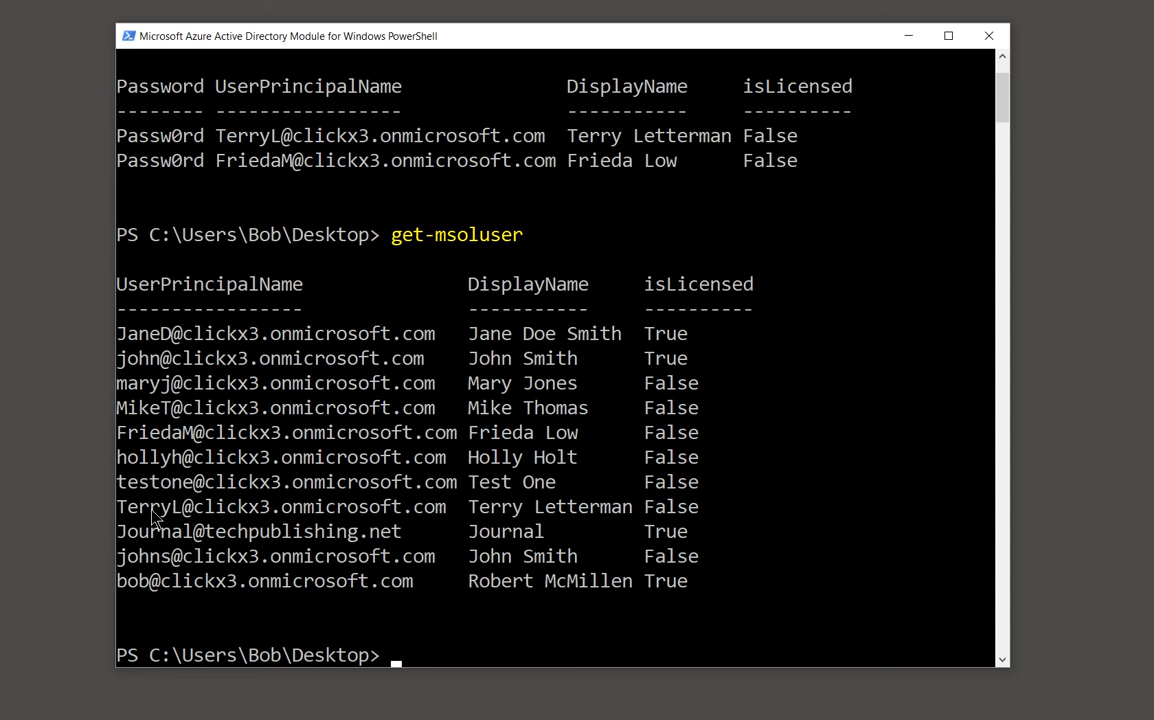 Microsoft Azure Active Directory Module for Windows PowerShell
Password UserPrincipalName DisplayName isLicensed
-------- ----------------- ----------- ----------
Passw0rd TerryL@clickx3.onmicrosoft.com Terry Letterman False
Passw0rd FriedaM@clickx3.onmicrosoft.com Frieda Low False
PS C:\Users\Bob\Desktop> get-msoluser
UserPrincipalName DisplayName isLicensed
----------------- ----------- ----------
JaneD@clickx3.onmicrosoft.com Jane Doe Smith True
john@clickx3.onmicrosoft.com John Smith True
maryj@clickx3.onmicrosoft.com Mary Jones False
MikeT@clickx3.onmicrosoft.com Mike Thomas False
FriedaM@clickx3.onmicrosoft.com Frieda Low False
hollyh@clickx3.onmicrosoft.com Holly Holt False
testone@clickx3.onmicrosoft.com Test One False
TerryL@clickx3.onmicrosoft.com Terry Letterman False
Journal@techpublishing.net Journal True
johns@clickx3.onmicrosoft.com John Smith False
bob@clickx3.onmicrosoft.com Robert McMillen True
PS C:\Users\Bob\Desktop>